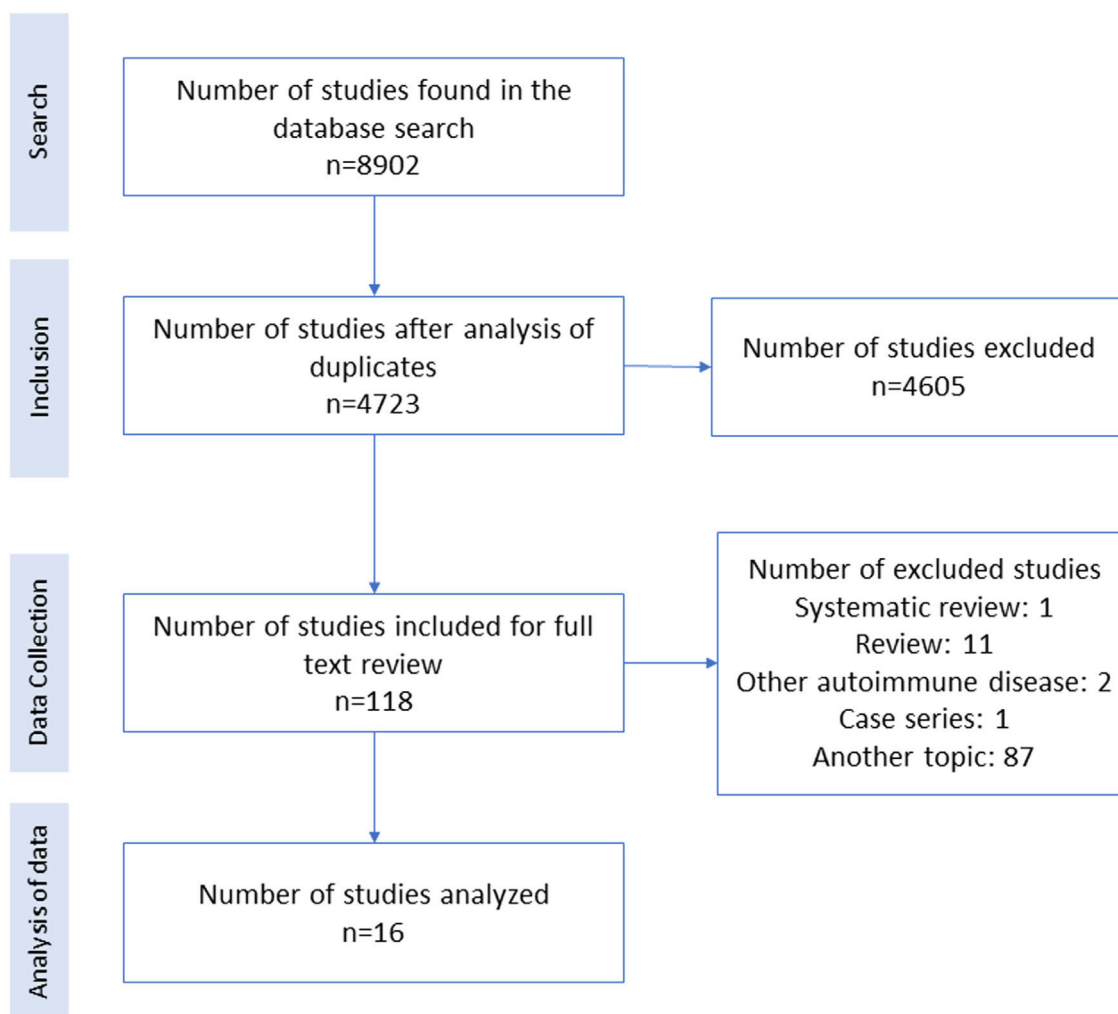 Search
Number of studies found in the
database search
n=8902
Inclusion
Number of studies after analysis of
duplicates
n=4723
Number of studies excluded
n=4605
Data Collection
Number of studies included for full
text review
n=118
Number of excluded studies
Systematic review: 1
Review: 11
Other autoimmune disease: 2
Case series: 1
Another topic: 87
Analysis of data
Number of studies analyzed
n=16